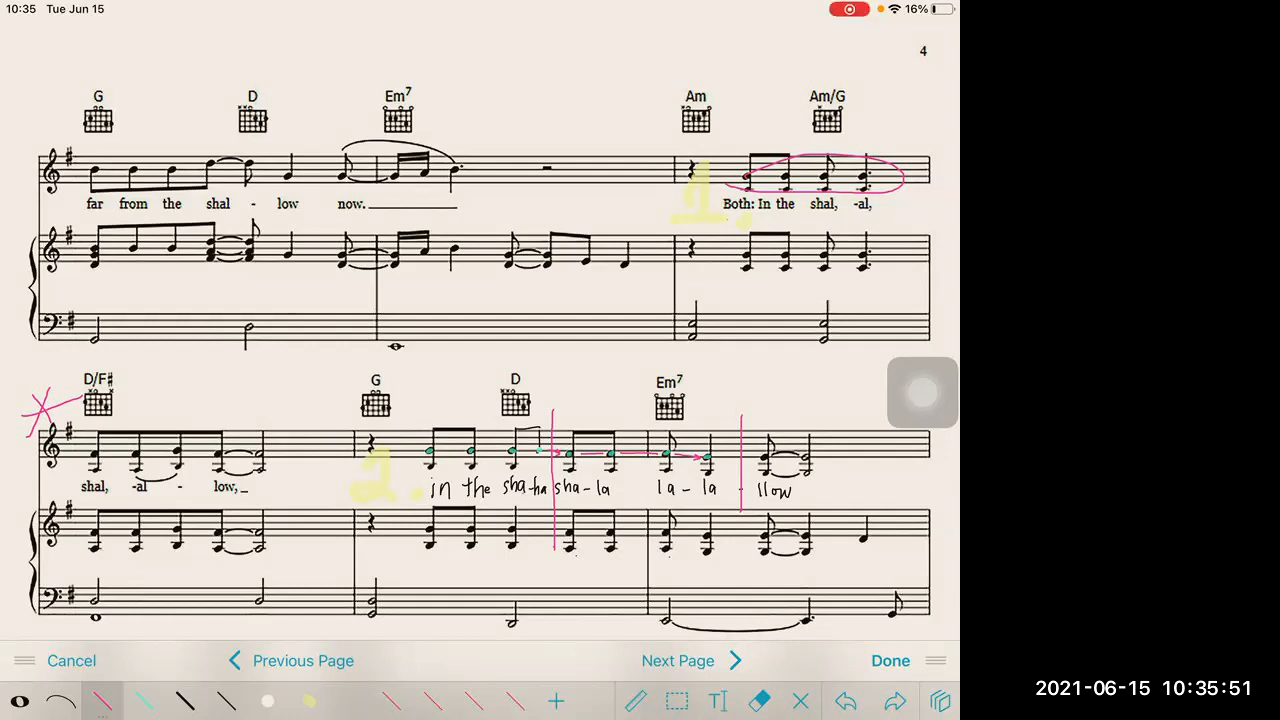 10:35 Tue Jun 15 16%
4
G D Em7 Am Am/G
1.
far from the shal - low now. Both: In the shal, -al,
D/F# G D Em7
2.
shal, -al - low, in the sha-ha sha-la la-la - llow
Cancel Previous Page Next Page Done
2021-06-15 10:35:51